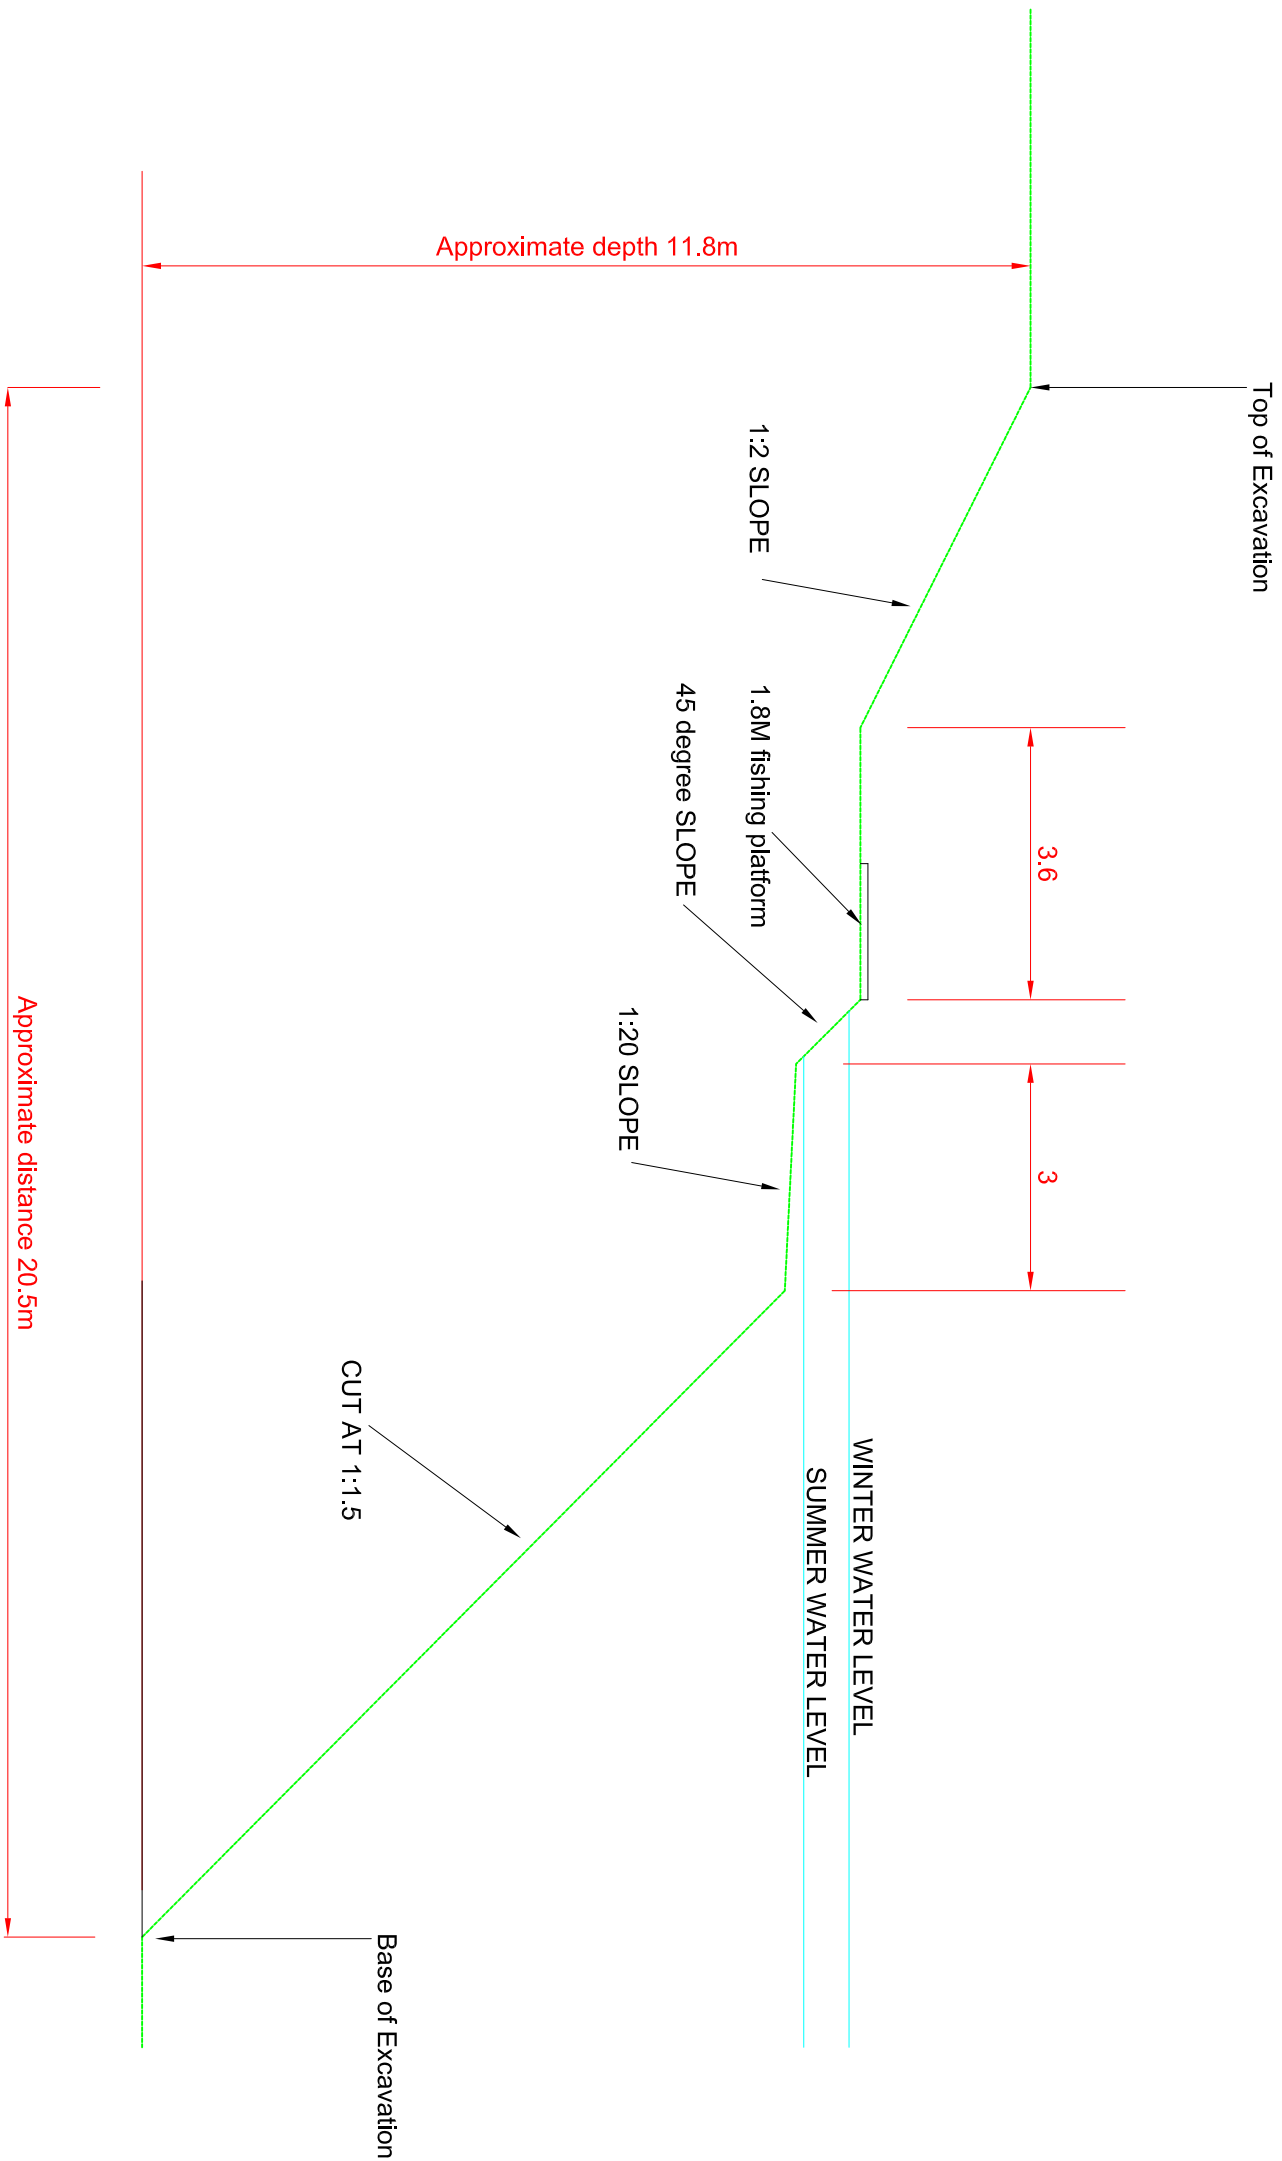 Top of Excavation
Approximate depth 11.8m
1:2 SLOPE
3.6
1.8M fishing platform
45 degree SLOPE
3
1:20 SLOPE
WINTER WATER LEVEL
SUMMER WATER LEVEL
CUT AT 1:1.5
Base of Excavation
Approximate distance 20.5m